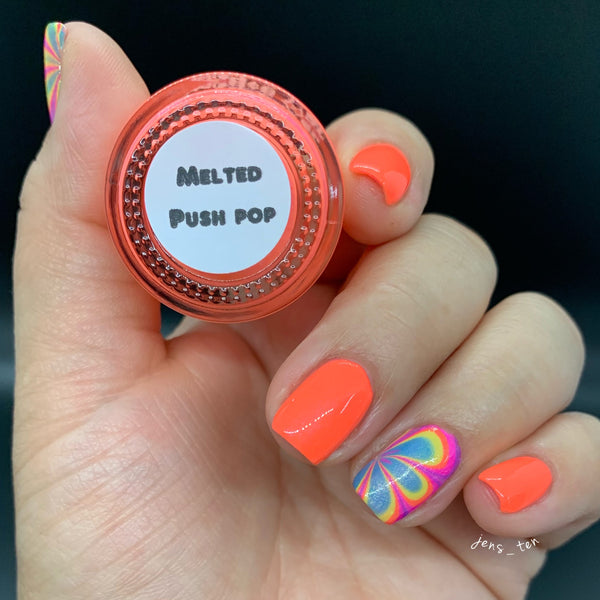 Melted
Push pop
jens_ten